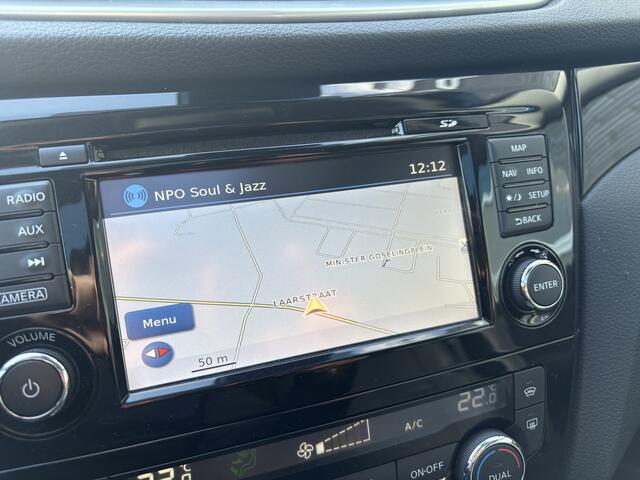 SD
MAP
NAV INFO
SETUP
BACK
ENTER
RADIO
AUX
CAMERA
VOLUME
NPO Soul & Jazz 12:12
MINISTER GOSELINGPLEIN
LAARSTRAAT
Menu
50 m
A/C
22.0
ON·OFF
DUAL